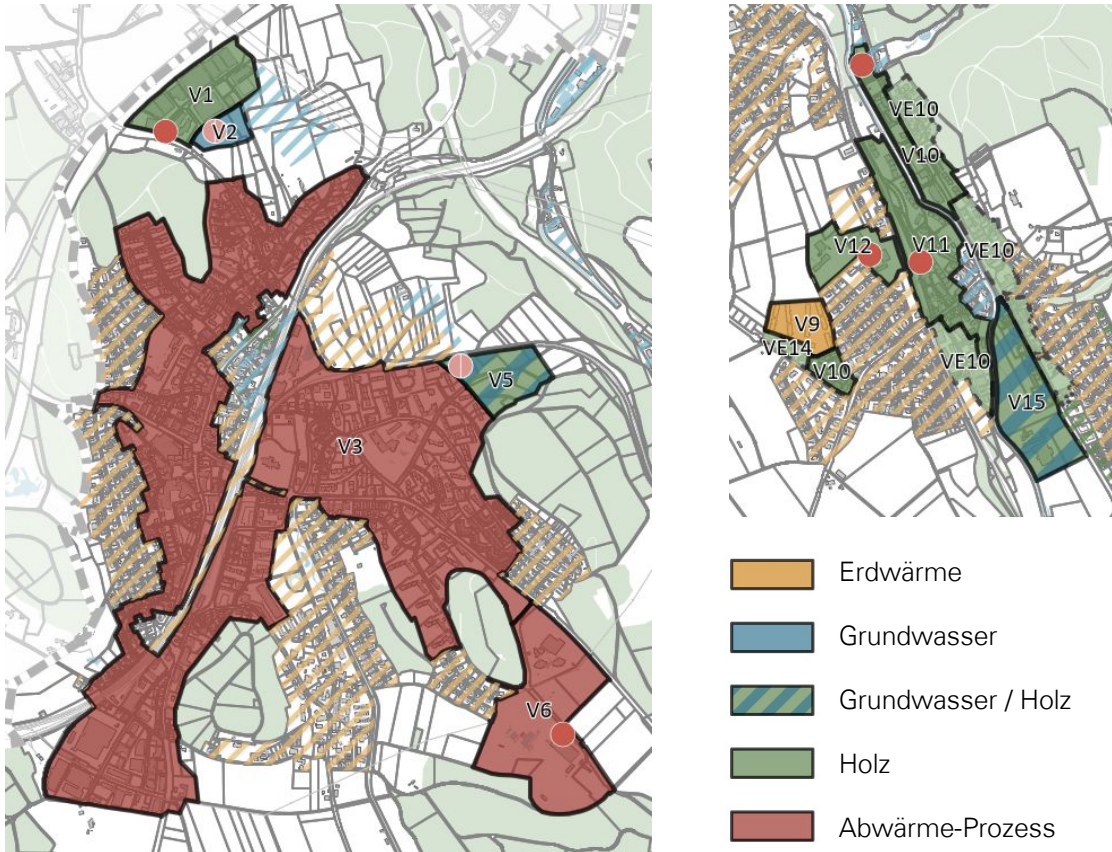 V1
V2
V5
V3
V6
VE10
V10
V12
V11
VE10
V9
VE14
V10
VE10
V15
Erdwärme
Grundwasser
Grundwasser / Holz
Holz
Abwärme-Prozess